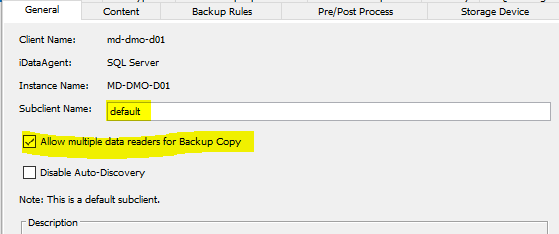 General
Content
Backup Rules
Pre/Post Process
Storage Device
Client Name: md-dmo-d01
iDataAgent: SQL Server
Instance Name: MD-DMO-D01
Subclient Name: default
Allow multiple data readers for Backup Copy
Disable Auto-Discovery
Note: This is a default subclient.
Description